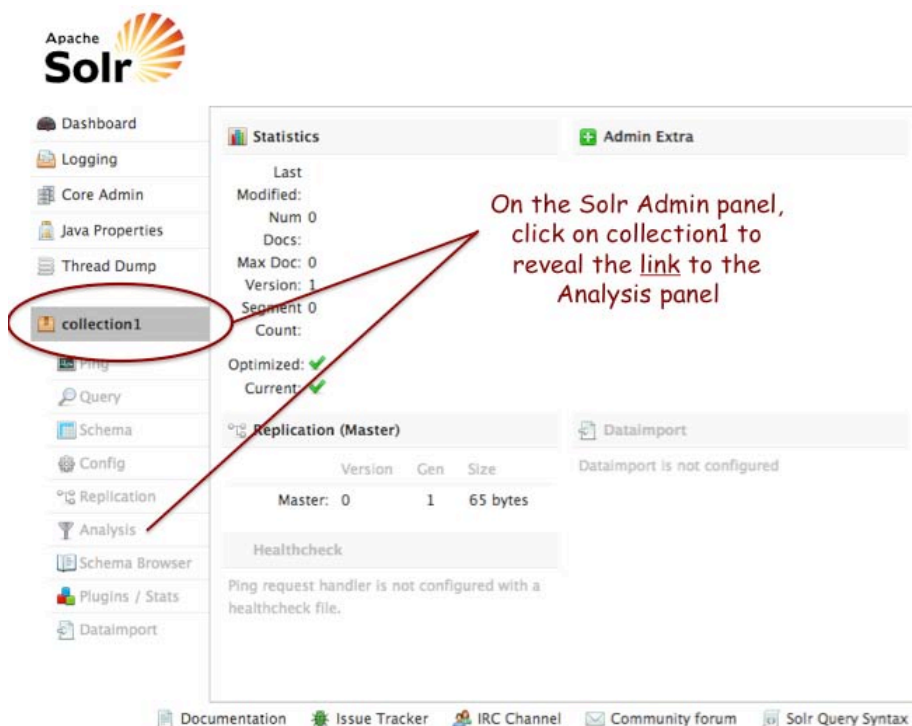 Apache
Solr
Dashboard
Logging
Core Admin
Java Properties
Thread Dump
collection1
Ping
Query
Schema
Config
Replication
Analysis
Schema Browser
Plugins / Stats
Dataimport
Statistics
Last
Modified:
Num 0
Docs:
Max Doc: 0
Version: 1
Segment 0
Count:
Optimized:
Current:
Admin Extra
On the Solr Admin panel,
click on collection1 to
reveal the link to the
Analysis panel
Replication (Master)
Version Gen Size
Master: 0 1 65 bytes
Dataimport
Dataimport is not configured
Healthcheck
Ping request handler is not configured with a
healthcheck file.
Documentation Issue Tracker IRC Channel Community forum Solr Query Syntax